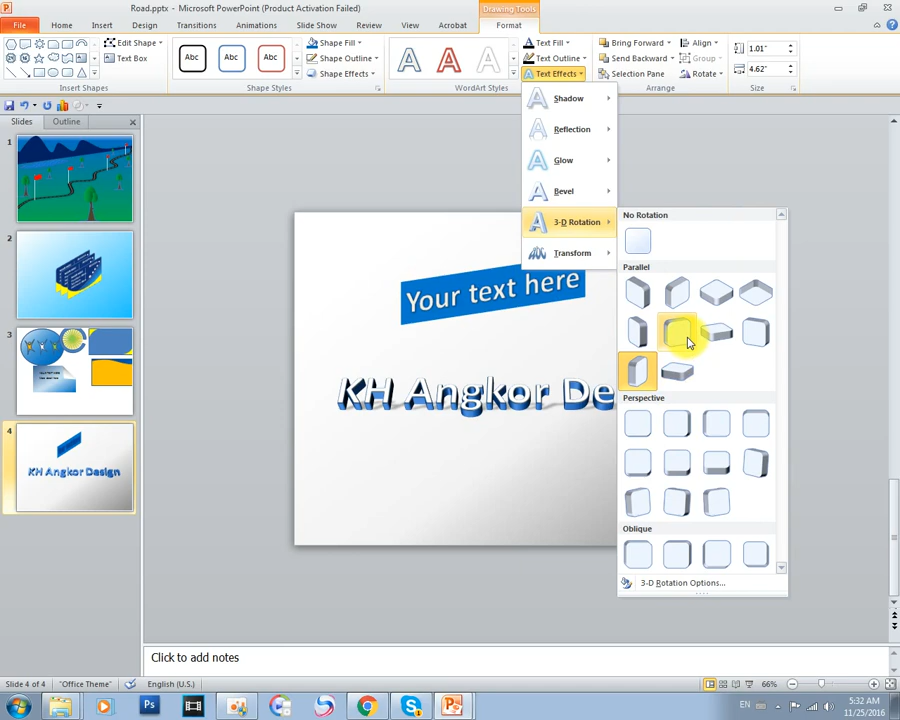 Road.pptx - Microsoft PowerPoint (Product Activation Failed)
Drawing Tools
File Home Insert Design Transitions Animations Slide Show Review View Acrobat Format
Edit Shape
Text Box
Insert Shapes
Abc Abc Abc
Shape Fill
Shape Outline
Shape Effects
Shape Styles
WordArt Styles
Text Fill
Text Outline
Text Effects
Bring Forward
Send Backward
Selection Pane
Align
Group
Rotate
Arrange
1.01"
4.62"
Size
Slides Outline
1
2
3
4
KH Angkor Design
Shadow
Reflection
Glow
Bevel
3-D Rotation
Transform
No Rotation
Parallel
Perspective
Oblique
3-D Rotation Options...
Your text here
KH Angkor De
Click to add notes
Slide 4 of 4 "Office Theme" English (U.S.) 66%
Ps
EN
5:32 AM
11/25/2016